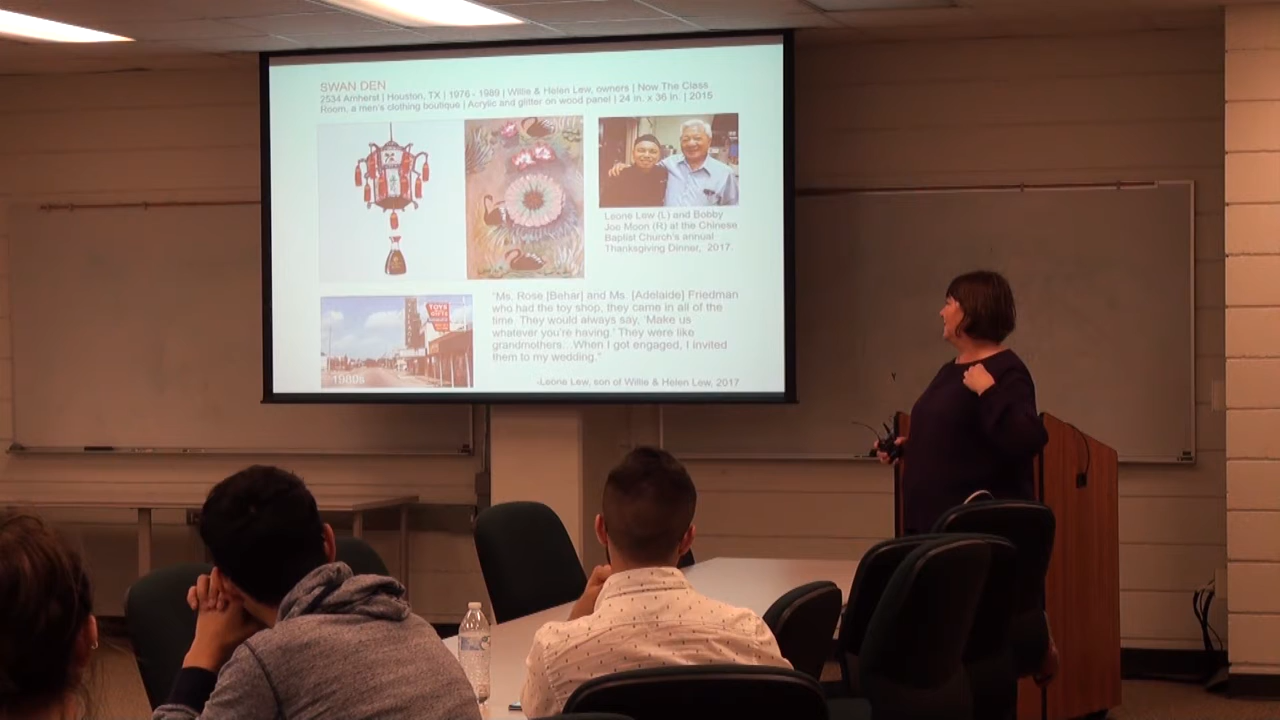 SWAN DEN
2534 Amherst | Houston, TX | 1976 - 1989 | Willie & Helen Lew, owners | Now The Class
Room, a men's clothing boutique | Acrylic and glitter on wood panel | 24 in. x 36 in. | 2015
Leone Lew (L) and Bobby
Joe Moon (R) at the Chinese
Baptist Church's annual
Thanksgiving Dinner, 2017.
TOYS
GIFTS
VILLAGE
1980s
"Ms. Rose [Behar] and Ms. [Adelaide] Friedman
who had the toy shop, they came in all of the
time. They would always say, 'Make us
whatever you're having.' They were like
grandmothers...When I got engaged, I invited
them to my wedding."
-Leone Lew, son of Willie & Helen Lew, 2017